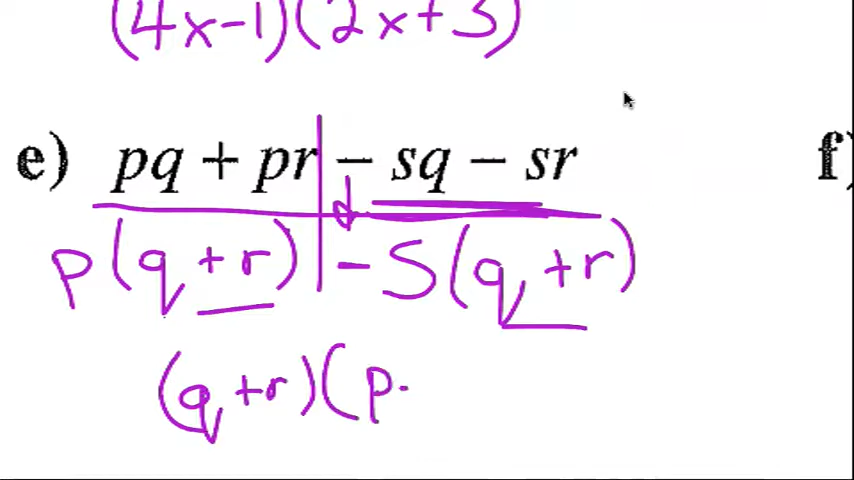 (4x-1)(2x+3)
e) pq + pr - sq - sr
f)
p(q+r) - s(q+r)
(q+r)(p-